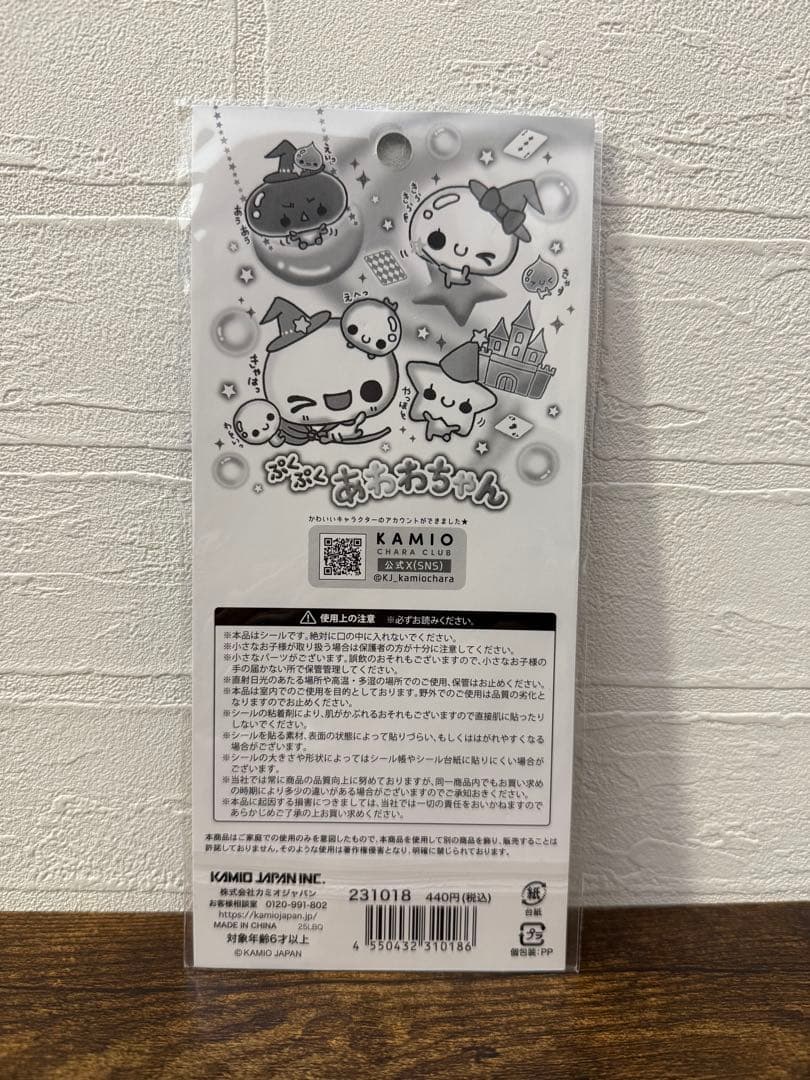 えいっ
あうあう
きらきら
きゃー
えへっ
きゃはっ
やっほー
ぷくぷく
あわわちゃん
かわいいキャラクターのアカウントができました★
KAMIO
CHARA CLUB
公式X(SNS)
@KJ_kamiochara
使用上の注意 ※必ずお読みください。
※本品はシールです。絶対に口の中に入れないでください。
※小さなお子様が取り扱う場合は保護者の方が十分に注意してください。
※小さなパーツがございます。誤飲のおそれもございますので、小さなお子様の
手の届かない所で保管管理してください。
※直射日光のあたる場所や高温・多湿の場所でのご使用、保管はお止めください。
※本品は室内でのご使用を目的としております。野外でのご使用は品質の劣化と
なりますのでお止めください。
※シールの粘着剤により、肌がかぶれるおそれもございますので直接肌に貼ったり
しないでください。
※シールを貼る素材、表面の状態によって貼りづらい、もしくははがれやすくなる
場合がございます。
※シールの大きさや形状によってはシール帳やシール台紙に貼りにくい場合が
ございます。
※当社では常に商品の品質向上に努めておりますが、同一商品内でもお買い求め
の時期により多少の違いがある場合がございますのでご承知おきください。
※本品に起因する損害につきましては、当社では一切の責任をおいかねますので
あらかじめご了承の上お買い求めください。
本商品はご家庭での使用のみを意図したもので、本商品を使用して別の商品を飾り、販売することは
許諾しておりません。そのような使用は著作権侵害となり、明確に禁じられております。
KAMIO JAPAN INC.
株式会社カミオジャパン
お客様相談室 0120-991-802
https://kamiojapan.jp/
MADE IN CHINA 25LBQ
対象年齢6才以上
©KAMIO JAPAN
231018 440円(税込)
4 550432 310186
紙
台紙
プラ
個包装:PP